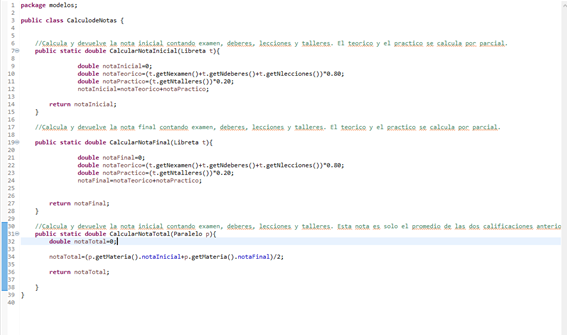 1 package modelos;
2
3 public class CalculodeNotas {
4
5
6 //Calcula y devuelve la nota inicial contando examen, deberes, lecciones y talleres. El teorico y el practico se calcula por parcial.
7 public static double CalcularNotaInicial(Libreta t){
8
9 double notaInicial=0;
10 double notaTeorico=(t.getNexamen()+t.getNdeberes()+t.getNlecciones())*0.80;
11 double notaPractico=(t.getNtalleres())*0.20;
12 notaInicial=notaTeorico+notaPractico;
13
14 return notaInicial;
15 }
16
17 //Calcula y devuelve la nota final contando examen, deberes, lecciones y talleres. El teorico y el practico se calcula por parcial.
18
19 public static double CalcularNotaFinal(Libreta t){
20
21 double notaFinal=0;
22 double notaTeorico=(t.getNexamen()+t.getNdeberes()+t.getNlecciones())*0.80;
23 double notaPractico=(t.getNtalleres())*0.20;
24 notaFinal=notaTeorico+notaPractico;
25
26
27 return notaFinal;
28 }
29
30 //Calcula y devuelve la nota inicial contando examen, deberes, lecciones y talleres. Esta nota es solo el promedio de las dos calificaciones anterio
31 public static double CalcularNotaTotal(Paralelo p){
32 double notaTotal=0;
33
34 notaTotal=(p.getMateria().notaInicial+p.getMateria().notaFinal)/2;
35
36 return notaTotal;
37
38 }
39 }
40